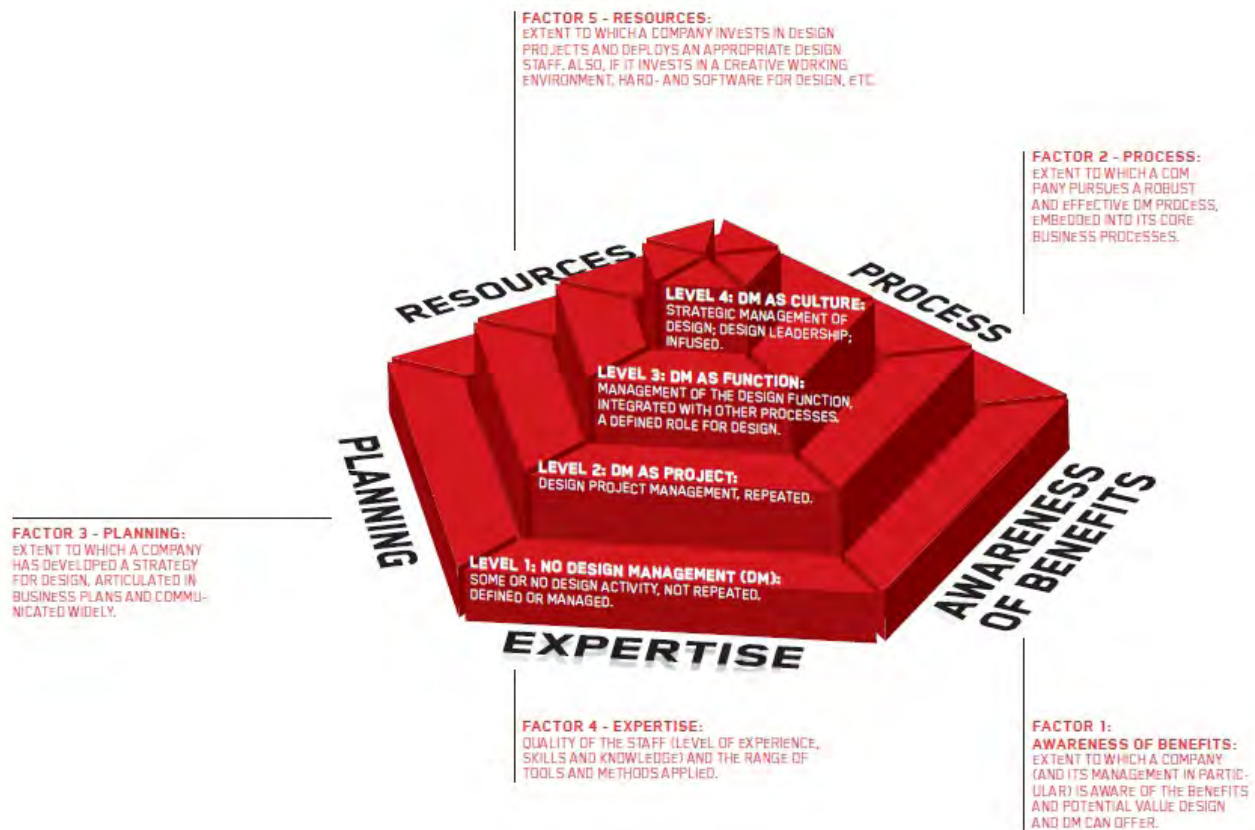 FACTOR 5 - RESOURCES:
EXTENT TO WHICH A COMPANY INVESTS IN DESIGN
PROJECTS AND DEPLOYS AN APPROPRIATE DESIGN
STAFF. ALSO, IF IT INVESTS IN A CREATIVE WORKING
ENVIRONMENT, HARD- AND SOFTWARE FOR DESIGN, ETC.
FACTOR 2 - PROCESS:
EXTENT TO WHICH A COM
PANY PURSUES A ROBUST
AND EFFECTIVE DM PROCESS,
EMBEDDED INTO ITS CORE
BUSINESS PROCESSES.
RESOURCES
PROCESS
LEVEL 4: DM AS CULTURE:
STRATEGIC MANAGEMENT OF
DESIGN; DESIGN LEADERSHIP;
INFUSED.
LEVEL 3: DM AS FUNCTION:
MANAGEMENT OF THE DESIGN FUNCTION,
INTEGRATED WITH OTHER PROCESSES,
A DEFINED ROLE FOR DESIGN.
LEVEL 2: DM AS PROJECT:
DESIGN PROJECT MANAGEMENT, REPEATED.
LEVEL 1: NO DESIGN MANAGEMENT (DM):
SOME OR NO DESIGN ACTIVITY, NOT REPEATED,
DEFINED OR MANAGED.
PLANNING
AWARENESS
OF BENEFITS
EXPERTISE
FACTOR 3 - PLANNING:
EXTENT TO WHICH A COMPANY
HAS DEVELOPED A STRATEGY
FOR DESIGN, ARTICULATED IN
BUSINESS PLANS AND COMMU-
NICATED WIDELY.
FACTOR 4 - EXPERTISE:
QUALITY OF THE STAFF (LEVEL OF EXPERIENCE,
SKILLS AND KNOWLEDGE) AND THE RANGE OF
TOOLS AND METHODS APPLIED.
FACTOR 1:
AWARENESS OF BENEFITS:
EXTENT TO WHICH A COMPANY
(AND ITS MANAGEMENT IN PARTIC-
ULAR) IS AWARE OF THE BENEFITS
AND POTENTIAL VALUE DESIGN
AND DM CAN OFFER.